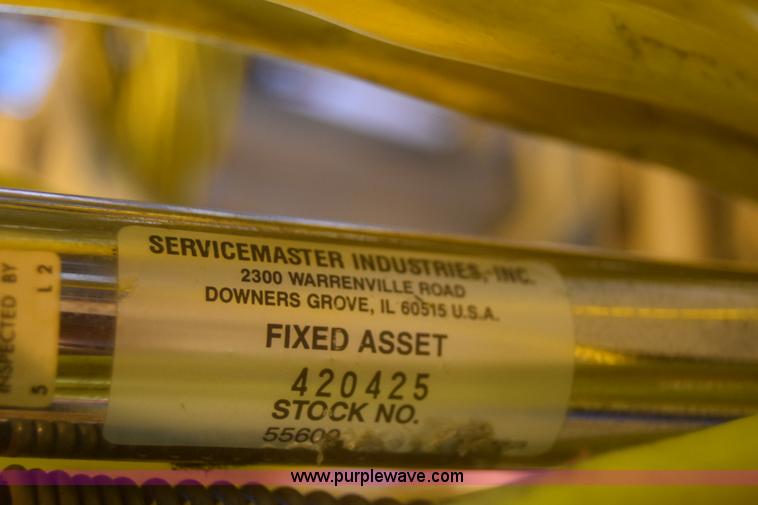 SERVICEMASTER INDUSTRIES, INC.
2300 WARRENVILLE ROAD
DOWNERS GROVE, IL 60515 U.S.A.
FIXED ASSET
420425
STOCK NO.
INSPECTED BY
5 L 2
www.purplewave.com